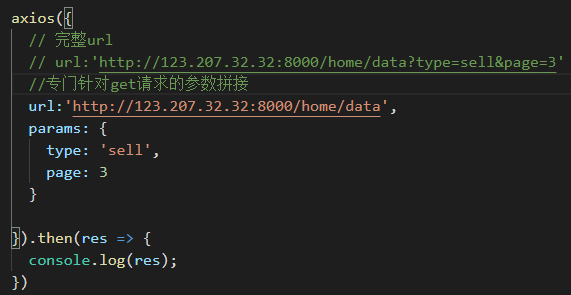 axios({
  // 完整url
  // url:'http://123.207.32.32:8000/home/data?type=sell&page=3'
  //专门针对get请求的参数拼接
  url:'http://123.207.32.32:8000/home/data',
  params: {
    type: 'sell',
    page: 3
  }
}).then(res => {
  console.log(res);
})